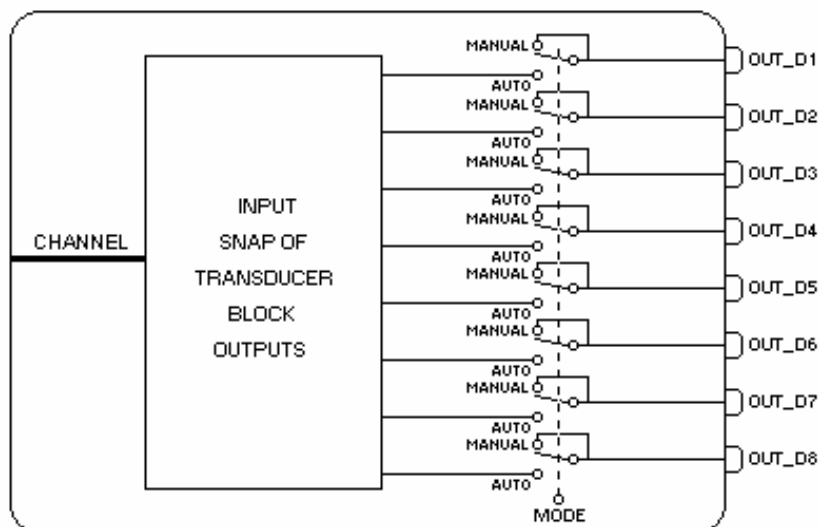 MANUAL
OUT_D1
AUTO
MANUAL
OUT_D2
AUTO
MANUAL
OUT_D3
AUTO
MANUAL
OUT_D4
AUTO
MANUAL
OUT_D5
AUTO
MANUAL
OUT_D6
AUTO
MANUAL
OUT_D7
AUTO
MANUAL
OUT_D8
AUTO
MODE
CHANNEL
INPUT
SNAP OF
TRANSDUCER
BLOCK
OUTPUTS